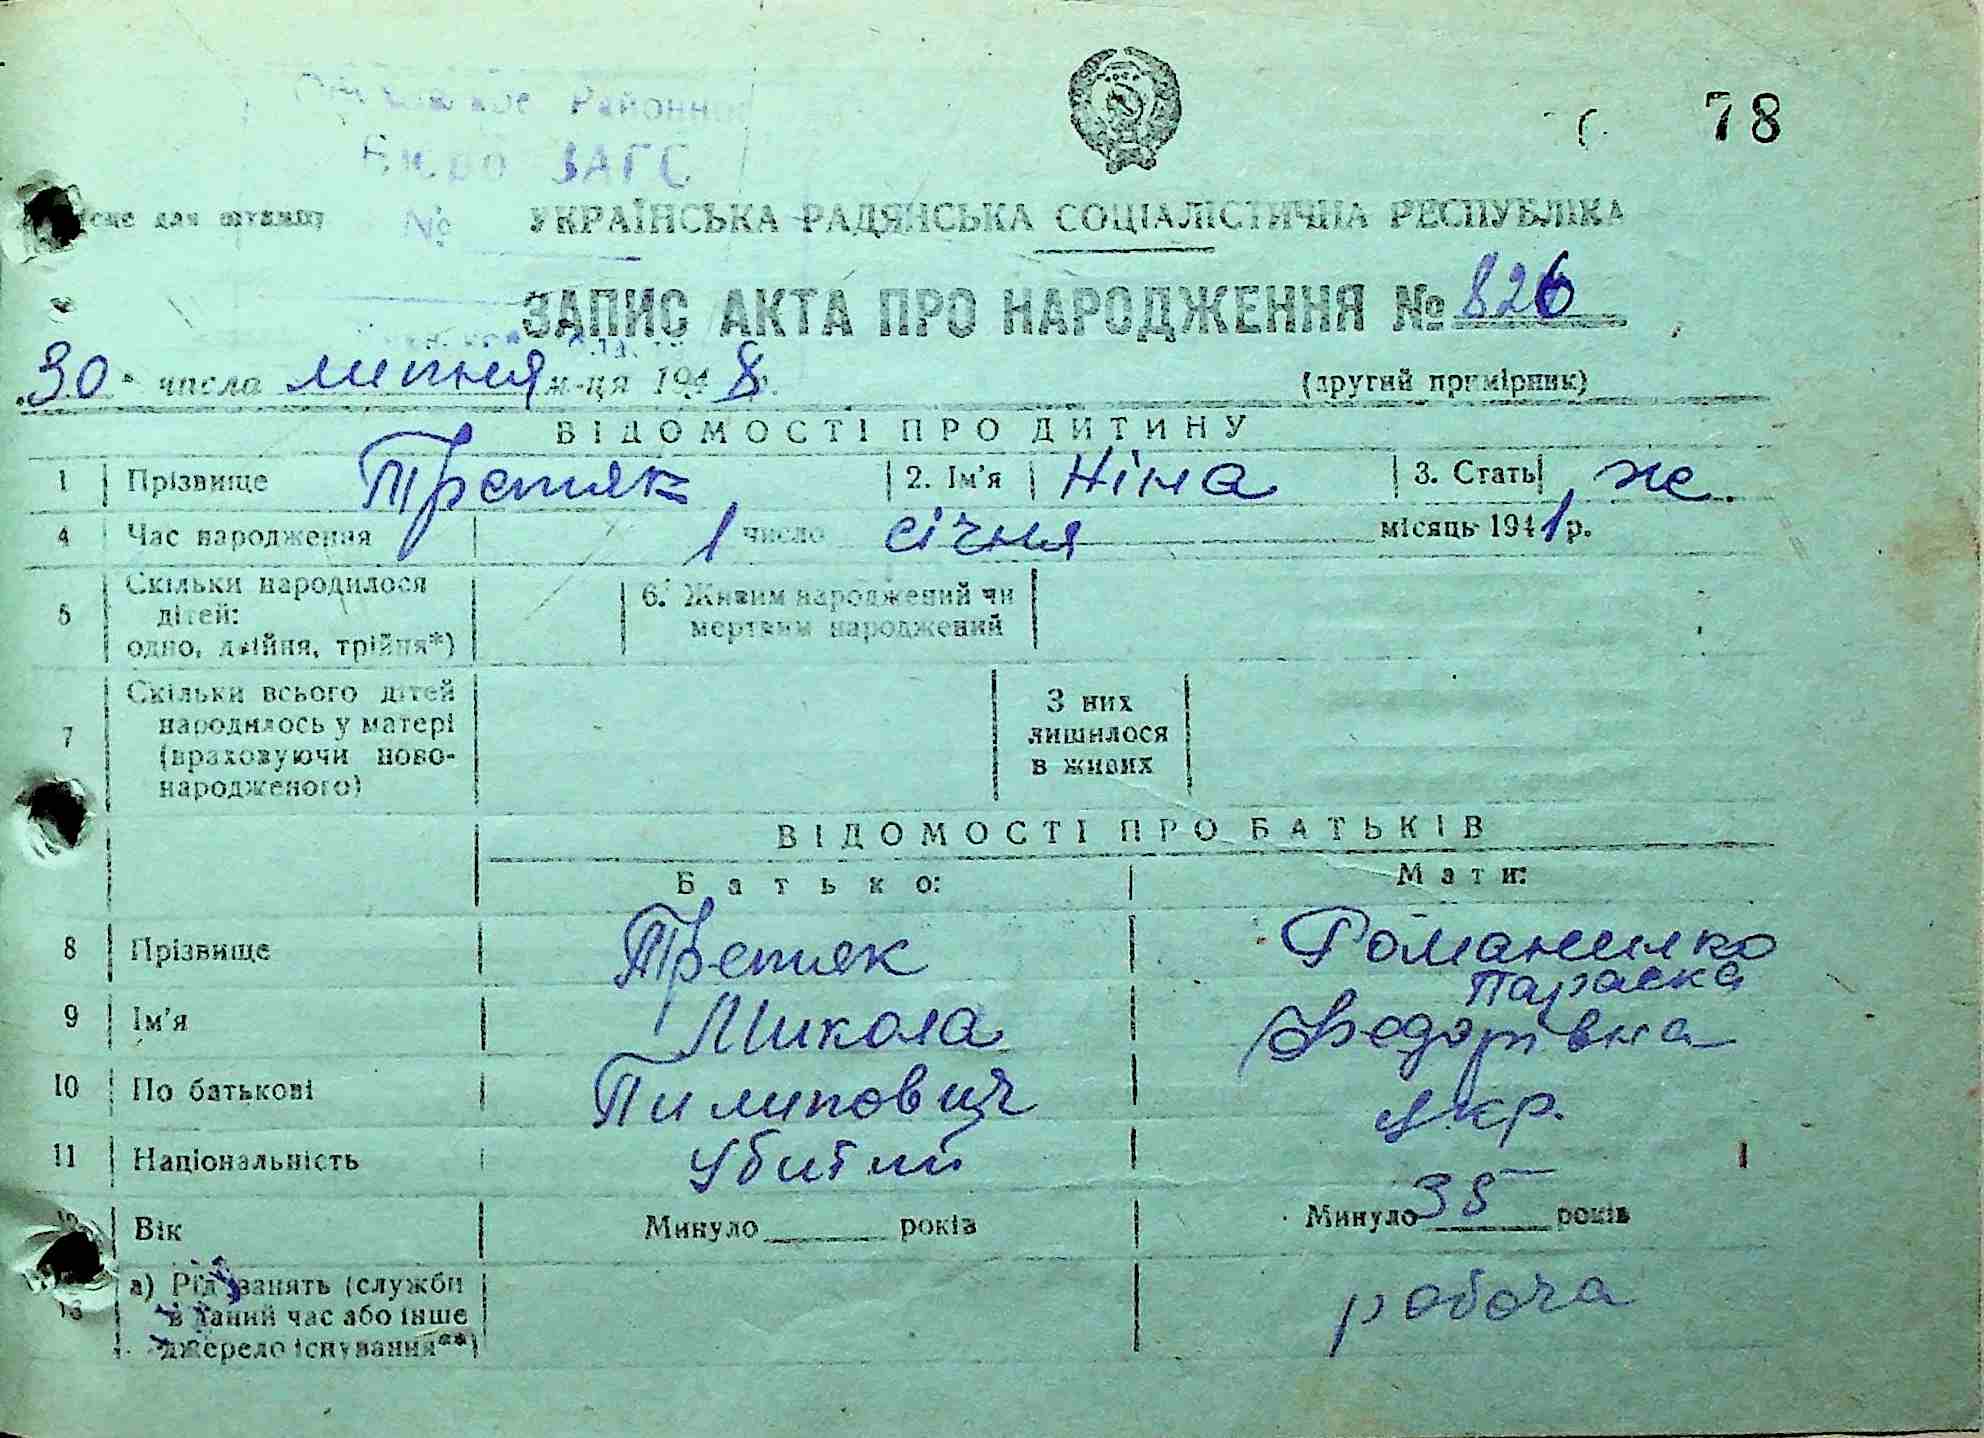 78
Районне
Бюро ЗАГС
Місце для штампу
№
УКРАЇНСЬКА РАДЯНСЬКА СОЦІАЛІСТИЧНА РЕСПУБЛІКА
ЗАПИС АКТА ПРО НАРОДЖЕННЯ № 826
30 числа липня м-ця 1948 р.
(другий примірник)
ВІДОМОСТІ ПРО ДИТИНУ
1 Прізвище Третяк 2. Ім'я Ніна 3. Стать ж.
4 Час народження 1 число січня місяць 1941 р.
5 Скільки народилося дітей: одно, двійня, трійня*)
6. Живим народжений чи мертвим народжений
7 Скільки всього дітей народилось у матері (враховуючи ново-народженого)
З них лишилося в живих
ВІДОМОСТІ ПРО БАТЬКІВ
Батько: Мати:
8 Прізвище Третяк Романенко
Параска
9 Ім'я Микола Федорівна
10 По батькові Пилипович Укр.
11 Національність убитий
12 Вік Минуло років Минуло 35 років
13 а) Рід занять (служби в даний час або інше джерело існування**) робоча